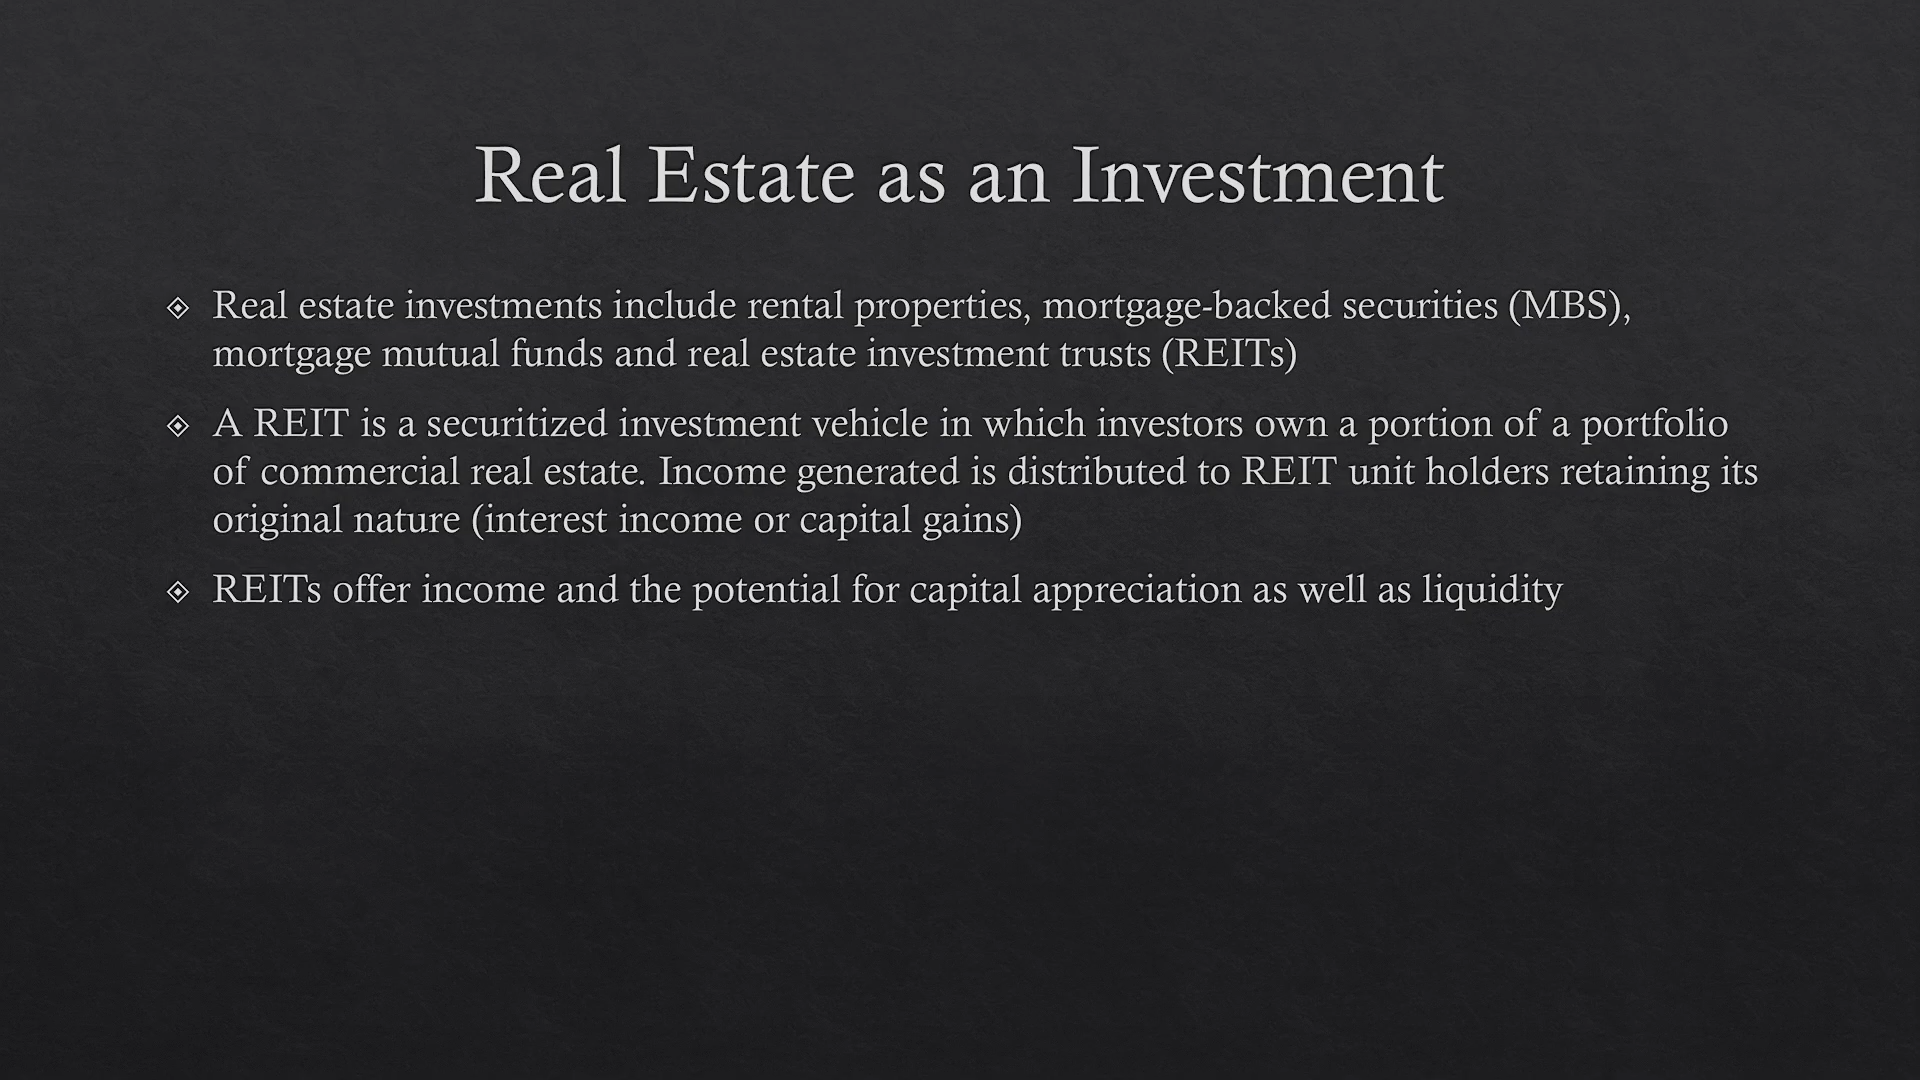 Real Estate as an Investment
Real estate investments include rental properties, mortgage-backed securities (MBS),
mortgage mutual funds and real estate investment trusts (REITs)
A REIT is a securitized investment vehicle in which investors own a portion of a portfolio
of commercial real estate. Income generated is distributed to REIT unit holders retaining its
original nature (interest income or capital gains)
REITs offer income and the potential for capital appreciation as well as liquidity